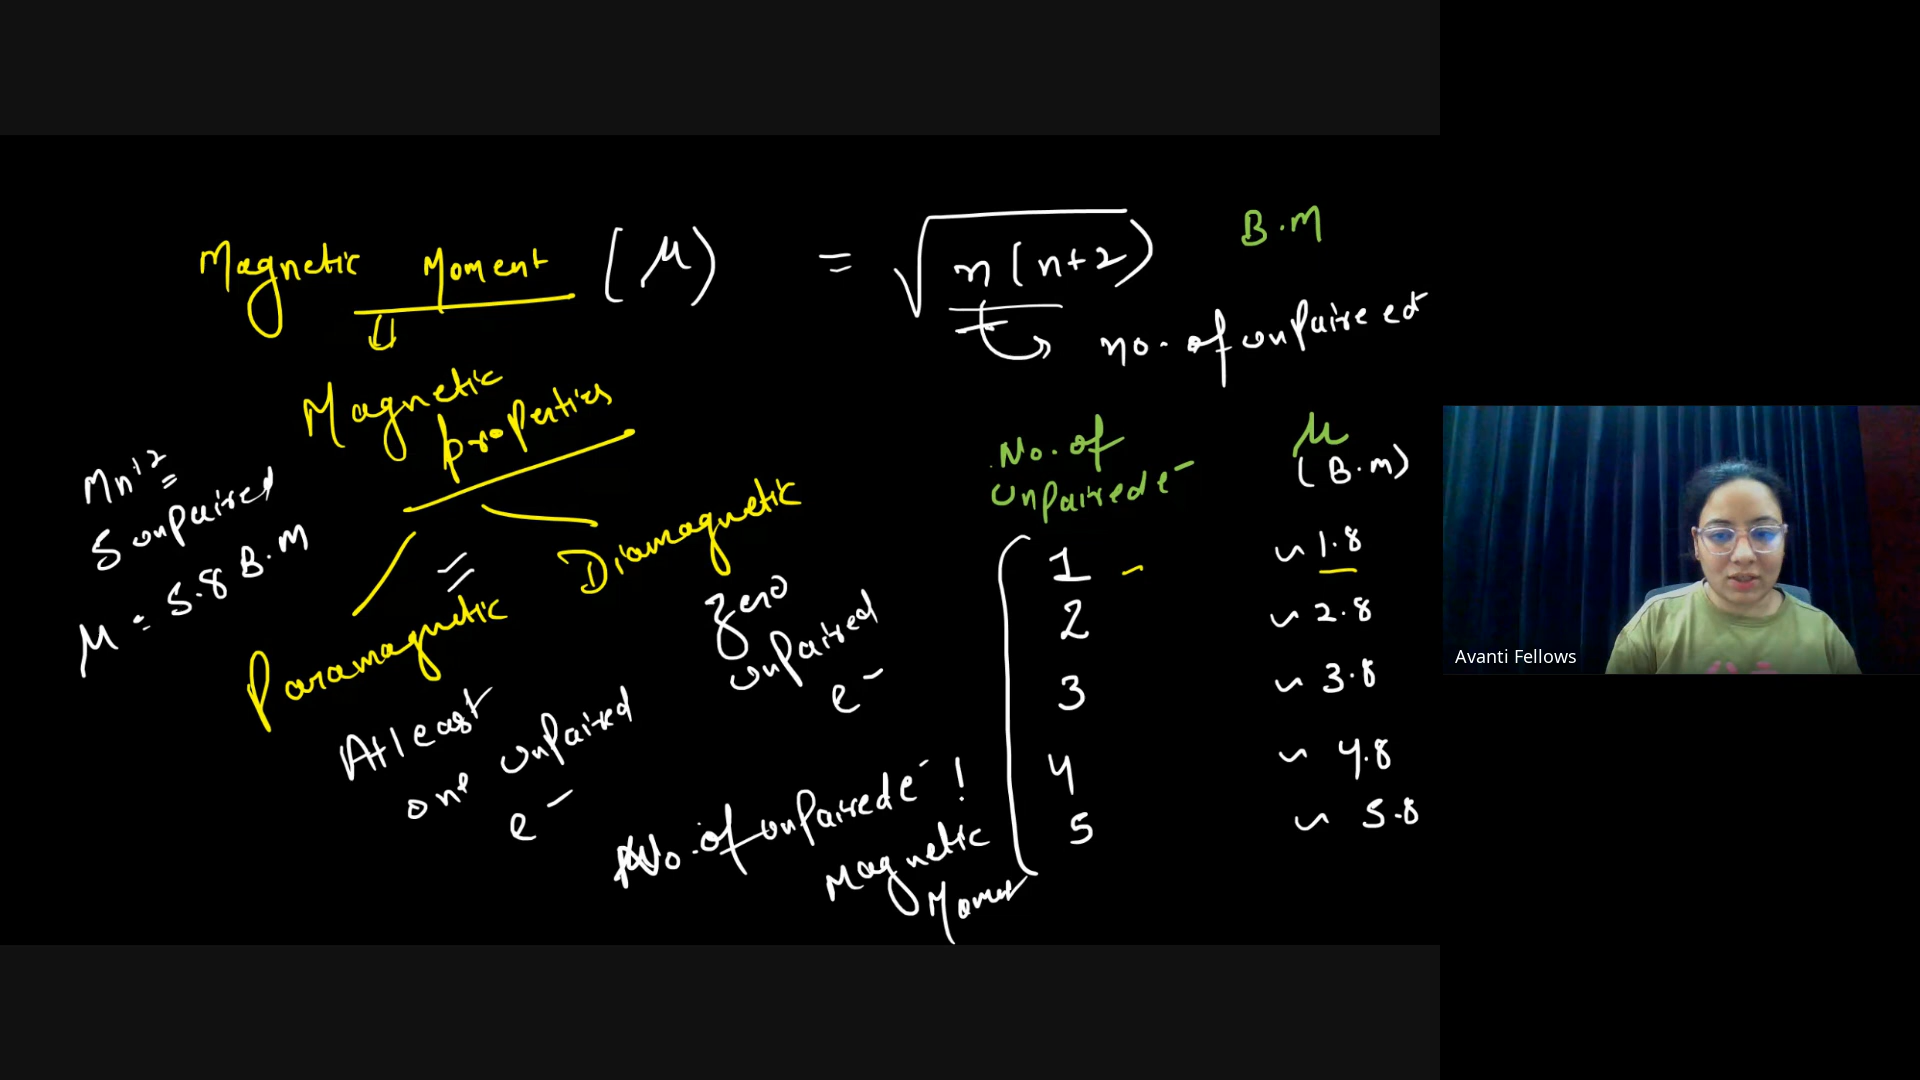 Magnetic Moment (μ) = √n(n+2) B.M
no. of unpaired e-
Magnetic
properties
Mn+2 =
5 unpaired
μ = 5.8 B.M
Paramagnetic
Atleast
one unpaired
e-
Diamagnetic
zero
unpaired
e-
No. of unpaired e- !
Magnetic
Moment
No. of
Unpaired e-
μ
(B.m)
1 - ~ 1.8
2 ~ 2.8
3 ~ 3.8
4 ~ 4.8
5 ~ 5.8
Avanti Fellows